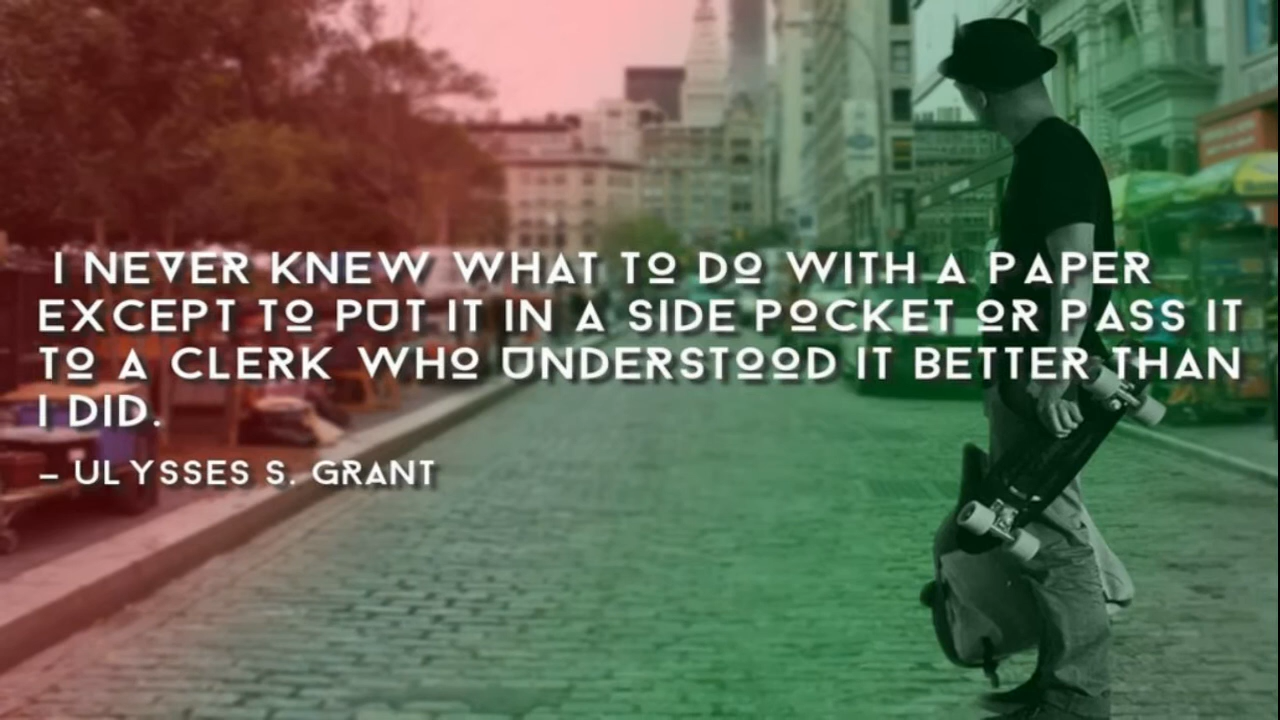 I NEVER KNEW WHAT TO DO WITH A PAPER
EXCEPT TO PUT IT IN A SIDE POCKET OR PASS IT
TO A CLERK WHO UNDERSTOOD IT BETTER THAN
I DID.
– ULYSSES S. GRANT